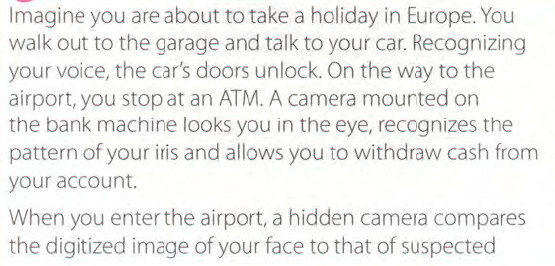 Imagine you are about to take a holiday in Europe. You
walk out to the garage and talk to your car. Recognizing
your voice, the car's doors unlock. On the way to the
airport, you stop at an ATM. A camera mounted on
the bank machine looks you in the eye, recognizes the
pattern of your iris and allows you to withdraw cash from
your account.
When you enter the airport, a hidden camera compares
the digitized image of your face to that of suspected